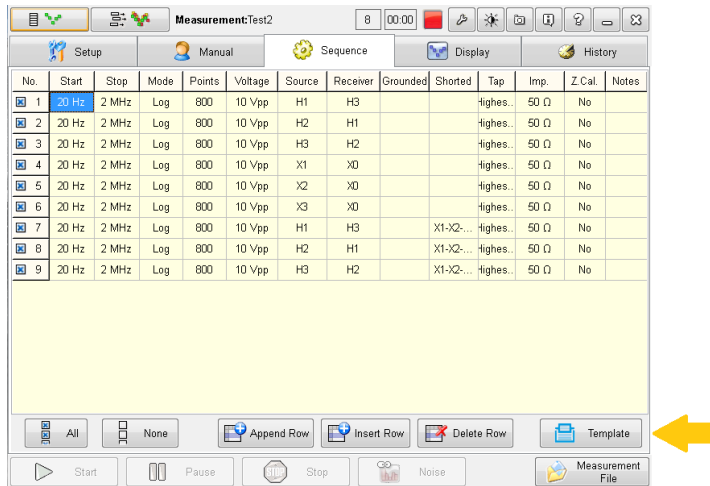 Measurement:Test2 8 00:00
Setup Manual Sequence Display History
No. Start Stop Mode Points Voltage Source Receiver Grounded Shorted Tap Imp. Z.Cal. Notes
1 20 Hz 2 MHz Log 800 10 Vpp H1 H3 Highes... 50 Ω No
2 20 Hz 2 MHz Log 800 10 Vpp H2 H1 Highes... 50 Ω No
3 20 Hz 2 MHz Log 800 10 Vpp H3 H2 Highes... 50 Ω No
4 20 Hz 2 MHz Log 800 10 Vpp X1 X0 Highes... 50 Ω No
5 20 Hz 2 MHz Log 800 10 Vpp X2 X0 Highes... 50 Ω No
6 20 Hz 2 MHz Log 800 10 Vpp X3 X0 Highes... 50 Ω No
7 20 Hz 2 MHz Log 800 10 Vpp H1 H3 X1-X2-... Highes... 50 Ω No
8 20 Hz 2 MHz Log 800 10 Vpp H2 H1 X1-X2-... Highes... 50 Ω No
9 20 Hz 2 MHz Log 800 10 Vpp H3 H2 X1-X2-... Highes... 50 Ω No
All None Append Row Insert Row Delete Row Template
Start Pause Stop Noise Measurement
File